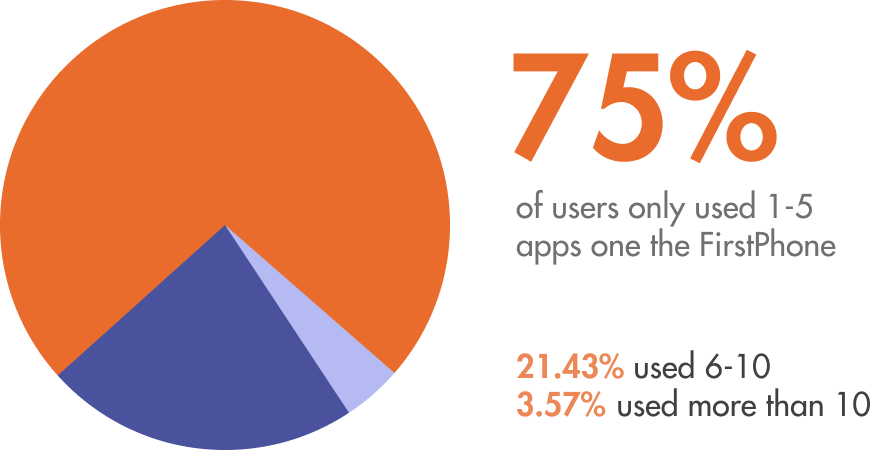 75%
of users only used 1-5
apps one the FirstPhone
21.43% used 6-10
3.57% used more than 10